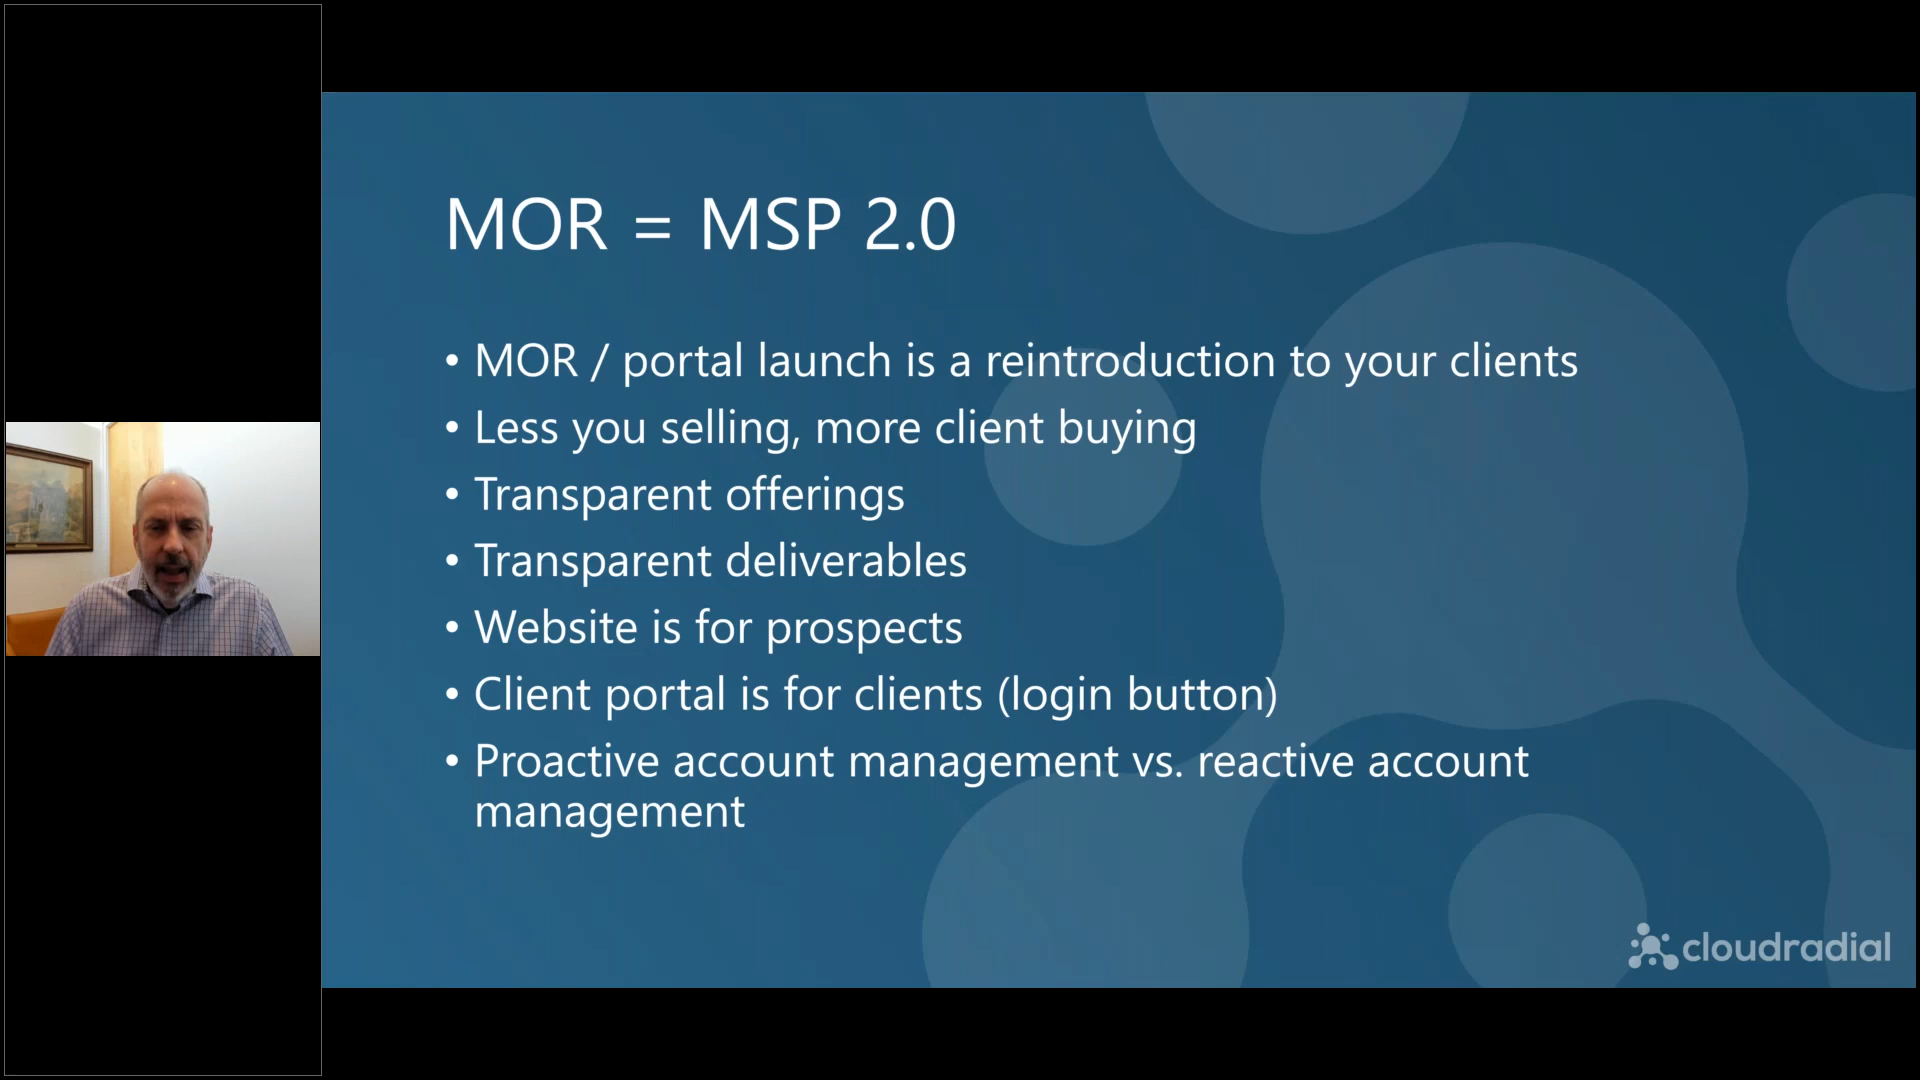 MOR = MSP 2.0
• MOR / portal launch is a reintroduction to your clients
• Less you selling, more client buying
• Transparent offerings
• Transparent deliverables
• Website is for prospects
• Client portal is for clients (login button)
• Proactive account management vs. reactive account
management
cloudradial